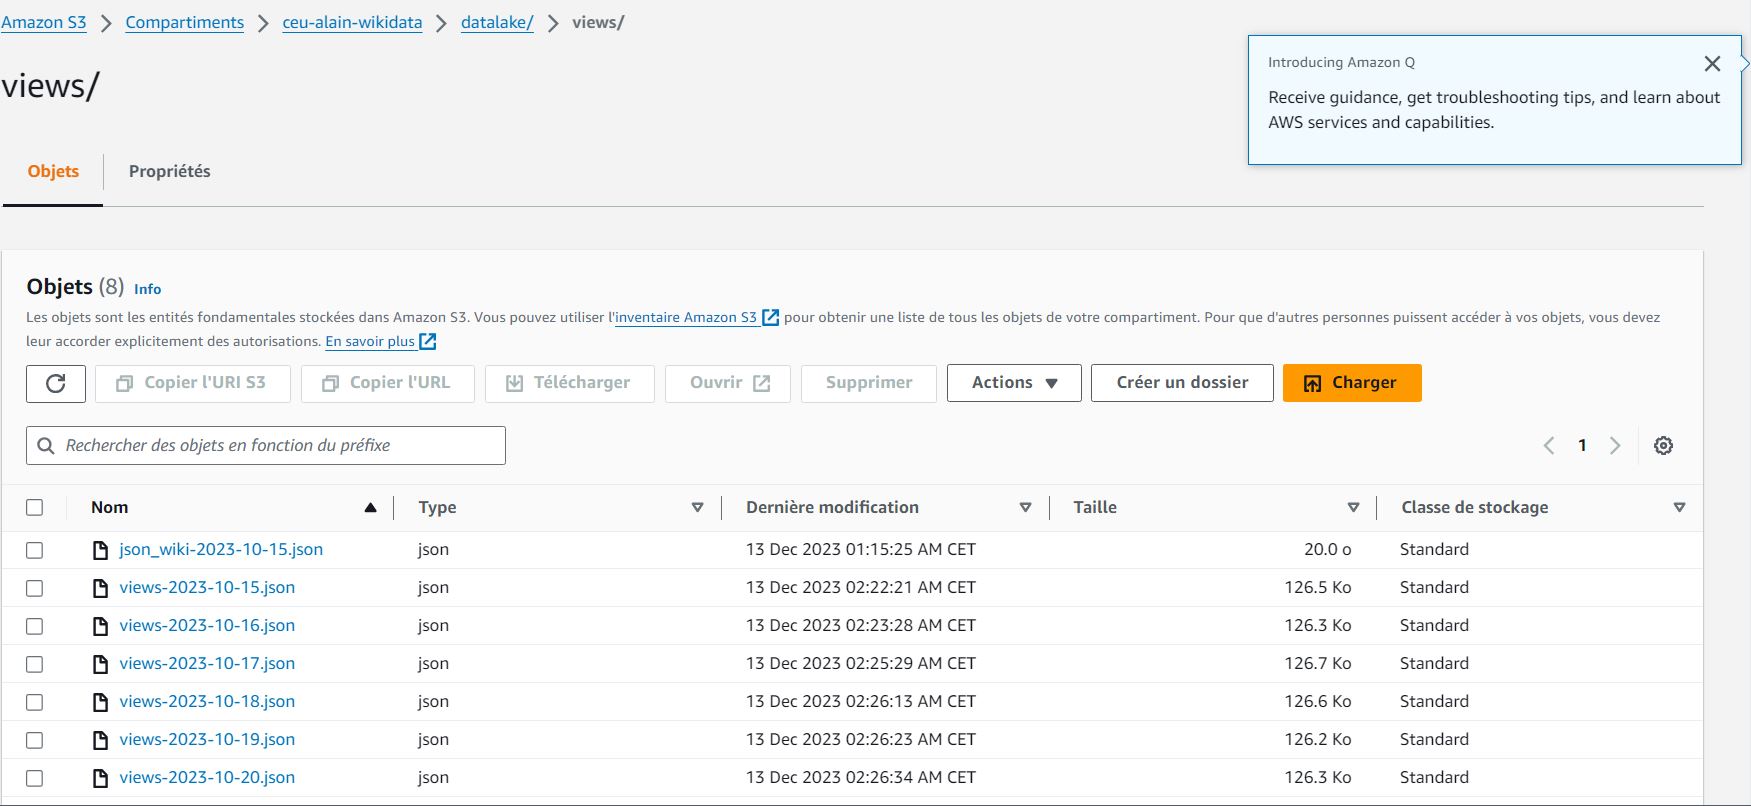 Amazon S3 > Compartiments > ceu-alain-wikidata > datalake/ > views/
views/
Introducing Amazon Q
Receive guidance, get troubleshooting tips, and learn about
AWS services and capabilities.
Objets
Propriétés
Objets (8) Info
Les objets sont les entités fondamentales stockées dans Amazon S3. Vous pouvez utiliser l'inventaire Amazon S3 pour obtenir une liste de tous les objets de votre compartiment. Pour que d'autres personnes puissent accéder à vos objets, vous devez
leur accorder explicitement des autorisations. En savoir plus
Copier l'URI S3 Copier l'URL Télécharger Ouvrir Supprimer Actions Créer un dossier Charger
Rechercher des objets en fonction du préfixe
1
Nom Type Dernière modification Taille Classe de stockage
json_wiki-2023-10-15.json json 13 Dec 2023 01:15:25 AM CET 20.0 o Standard
views-2023-10-15.json json 13 Dec 2023 02:22:21 AM CET 126.5 Ko Standard
views-2023-10-16.json json 13 Dec 2023 02:23:28 AM CET 126.3 Ko Standard
views-2023-10-17.json json 13 Dec 2023 02:25:29 AM CET 126.7 Ko Standard
views-2023-10-18.json json 13 Dec 2023 02:26:13 AM CET 126.6 Ko Standard
views-2023-10-19.json json 13 Dec 2023 02:26:23 AM CET 126.2 Ko Standard
views-2023-10-20.json json 13 Dec 2023 02:26:34 AM CET 126.3 Ko Standard